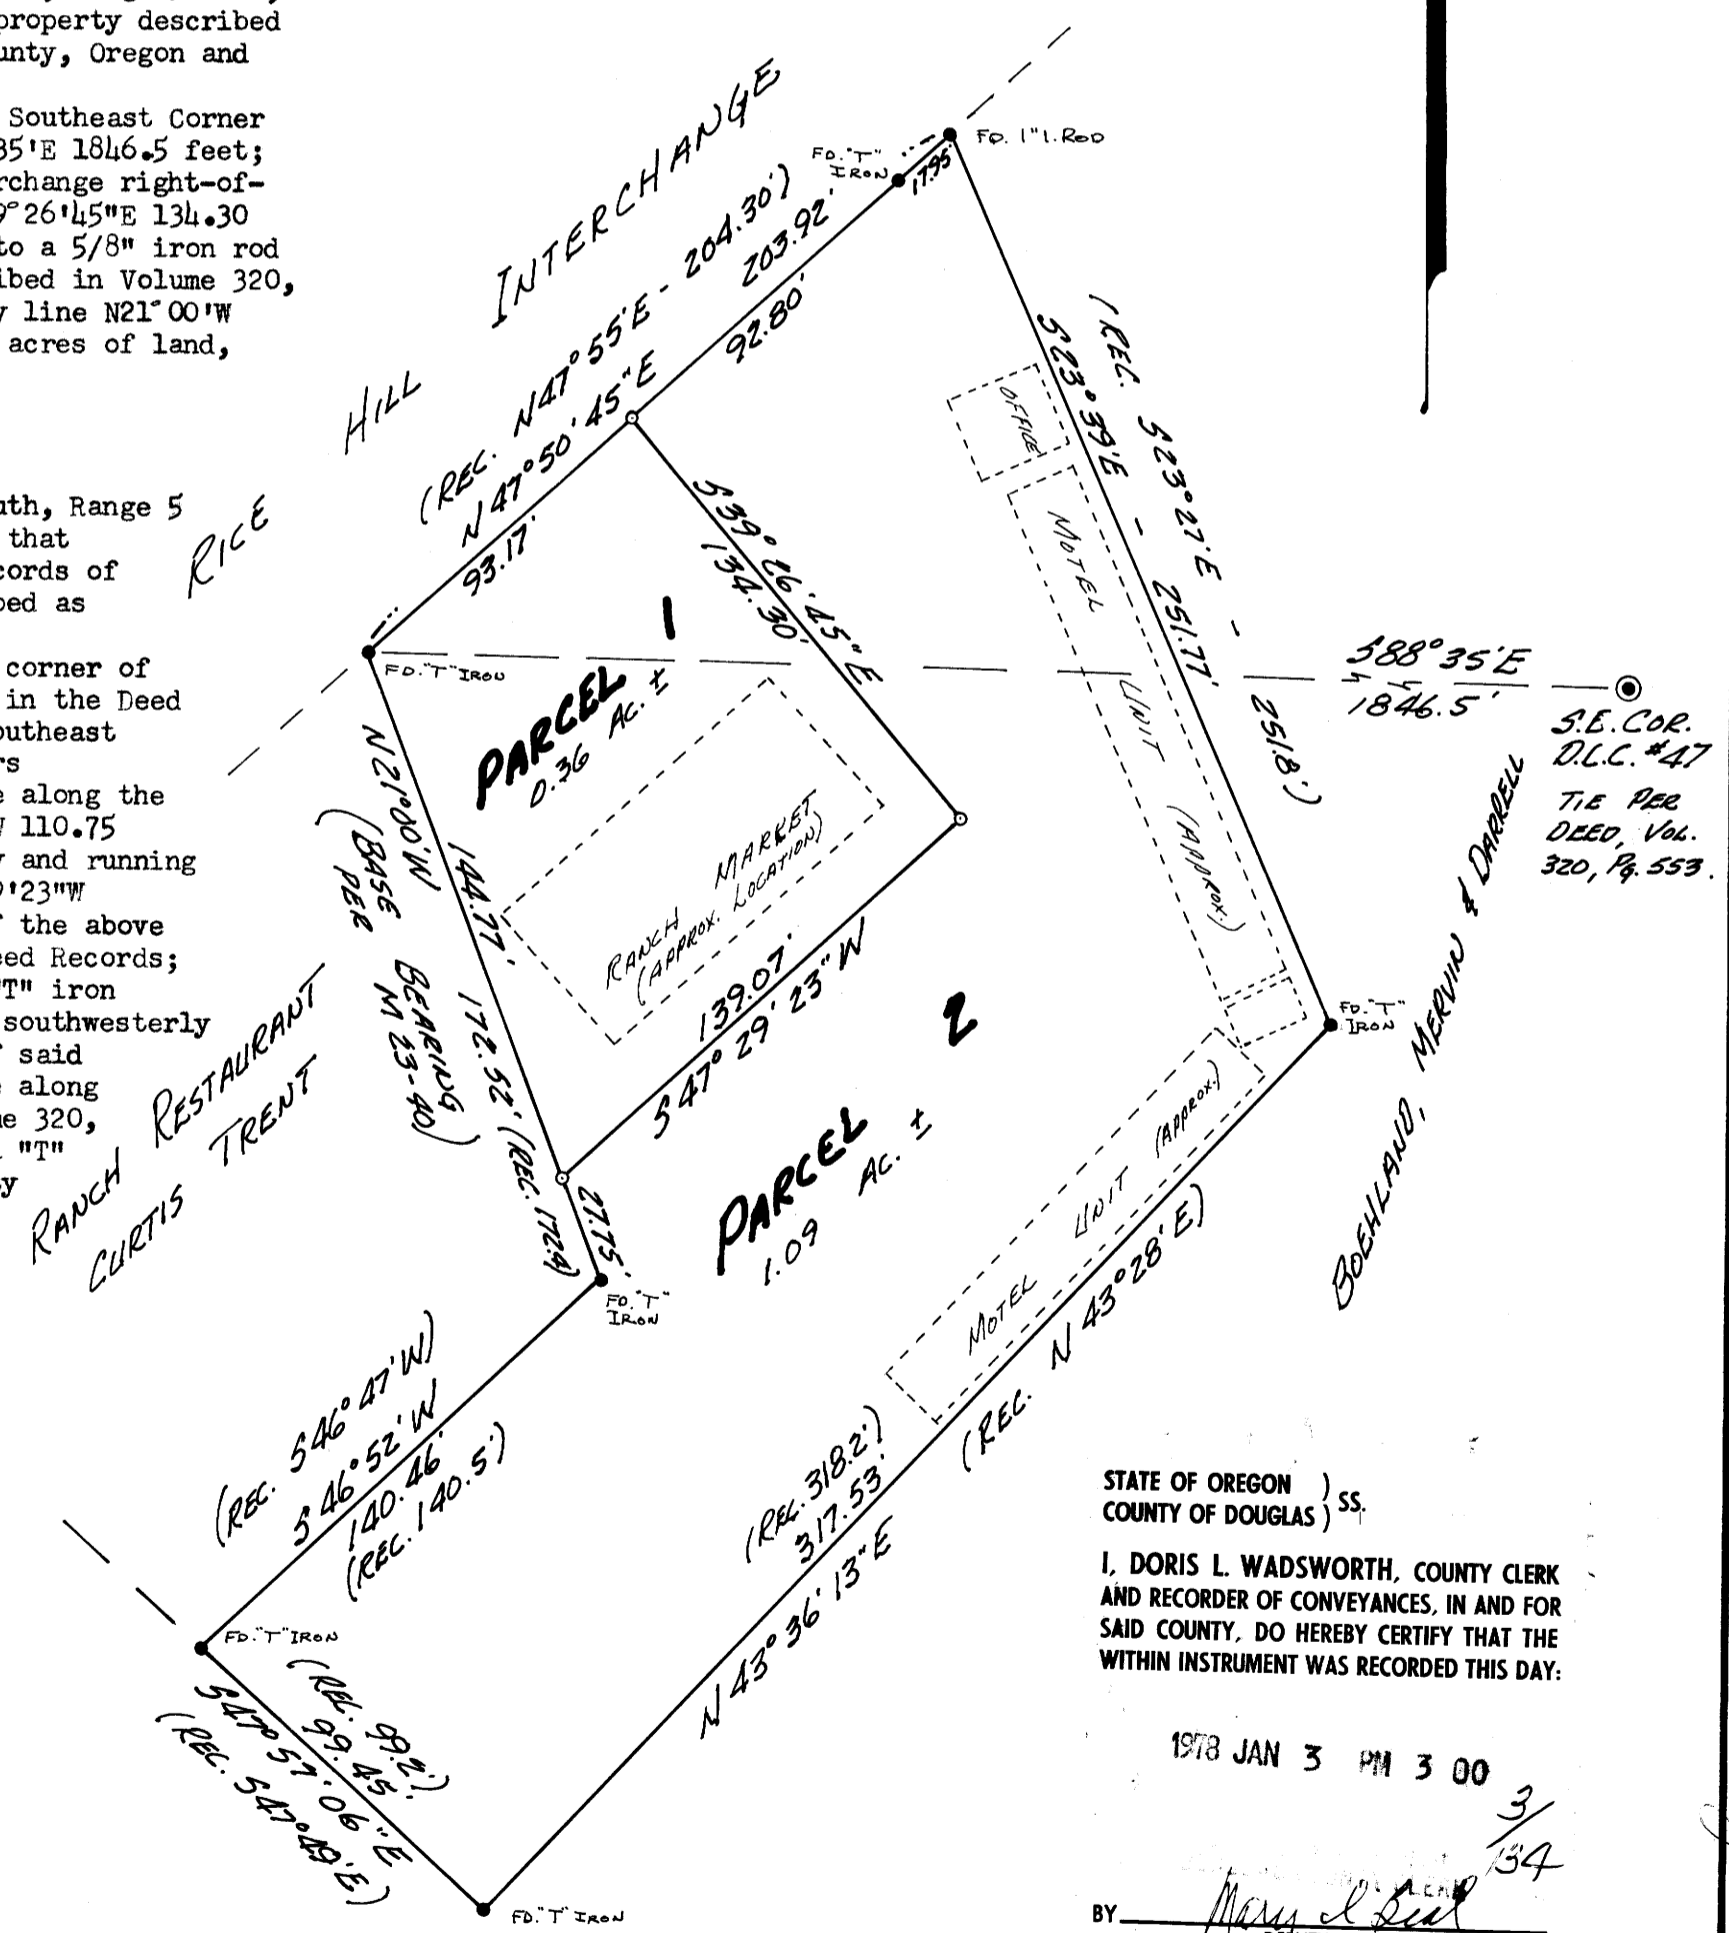 property described
unty, Oregon and
Southeast Corner
35'E 1846.5 feet;
rchange right-of-
9°26'45"E 134.30
to a 5/8" iron rod
ibed in Volume 320,
y line N21°00'W
acres of land,
uth, Range 5
that
cords of
bed as
corner of
in the Deed
outheast
rs
e along the
W 110.75
y and running
9'23"W
f the above
eed Records;
"T" iron
southwesterly
f said
e along
me 320,
"T"
y
RICE HILL INTERCHANGE
FD. "T"
IRON
FD. 1" I. ROD
17.95'
(REC. N47°55'E - 204.30')
N47°50'45"E 203.92'
93.17'
92.80'
S39°26'45"E
134.30'
(REC. S23°27'E - 251.8')
S23°39'E - 251.77'
OFFICE
MOTEL UNIT (APPROX.)
S88°35'E
1846.5'
S.E. COR.
D.L.C. #47
TIE PER
DEED, VOL.
320, PG. 553.
FD. "T" IRON
PARCEL 1
0.36 AC. ±
RANCH MARKET
(APPROX. LOCATION)
N21°00'W 172.52' (REC. 172.4)
144.77'
(BASE BEARING
PER M 23-40)
139.07'
S47°29'23"W
27.75'
RANCH RESTAURANT
CURTIS TRENT
PARCEL 2
1.09 AC. ±
FD. "T"
IRON
BOEHLAND, MERVIN & DARRELL
FD. "T"
IRON
MOTEL UNIT (APPROX.)
(REC. S46°47'W)
S46°52'W
140.46'
(REC. 140.5')
(REC. 318.2')
317.53'
N43°36'13"E
(REC. N43°28'E)
FD. "T" IRON
(REC. 99.2')
99.45'
S47°57'06"E
(REC. S47°49'E)
FD. "T" IRON
STATE OF OREGON )
COUNTY OF DOUGLAS ) SS.
I, DORIS L. WADSWORTH, COUNTY CLERK
AND RECORDER OF CONVEYANCES, IN AND FOR
SAID COUNTY, DO HEREBY CERTIFY THAT THE
WITHIN INSTRUMENT WAS RECORDED THIS DAY:
1978 JAN 3 PM 3 00
3/134
BY